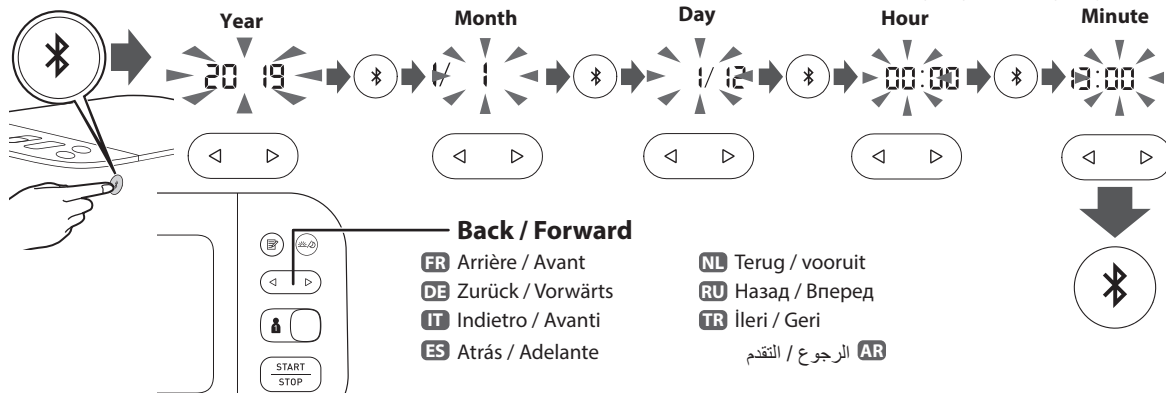 Year Month Day Hour Minute
20 19 1/ 1 1/ 12 00:00 13:00
Back / Forward
FR Arrière / Avant
DE Zurück / Vorwärts
IT Indietro / Avanti
ES Atrás / Adelante
NL Terug / vooruit
RU Назад / Вперед
TR İleri / Geri
AR الرجوع / التقدم
START
STOP